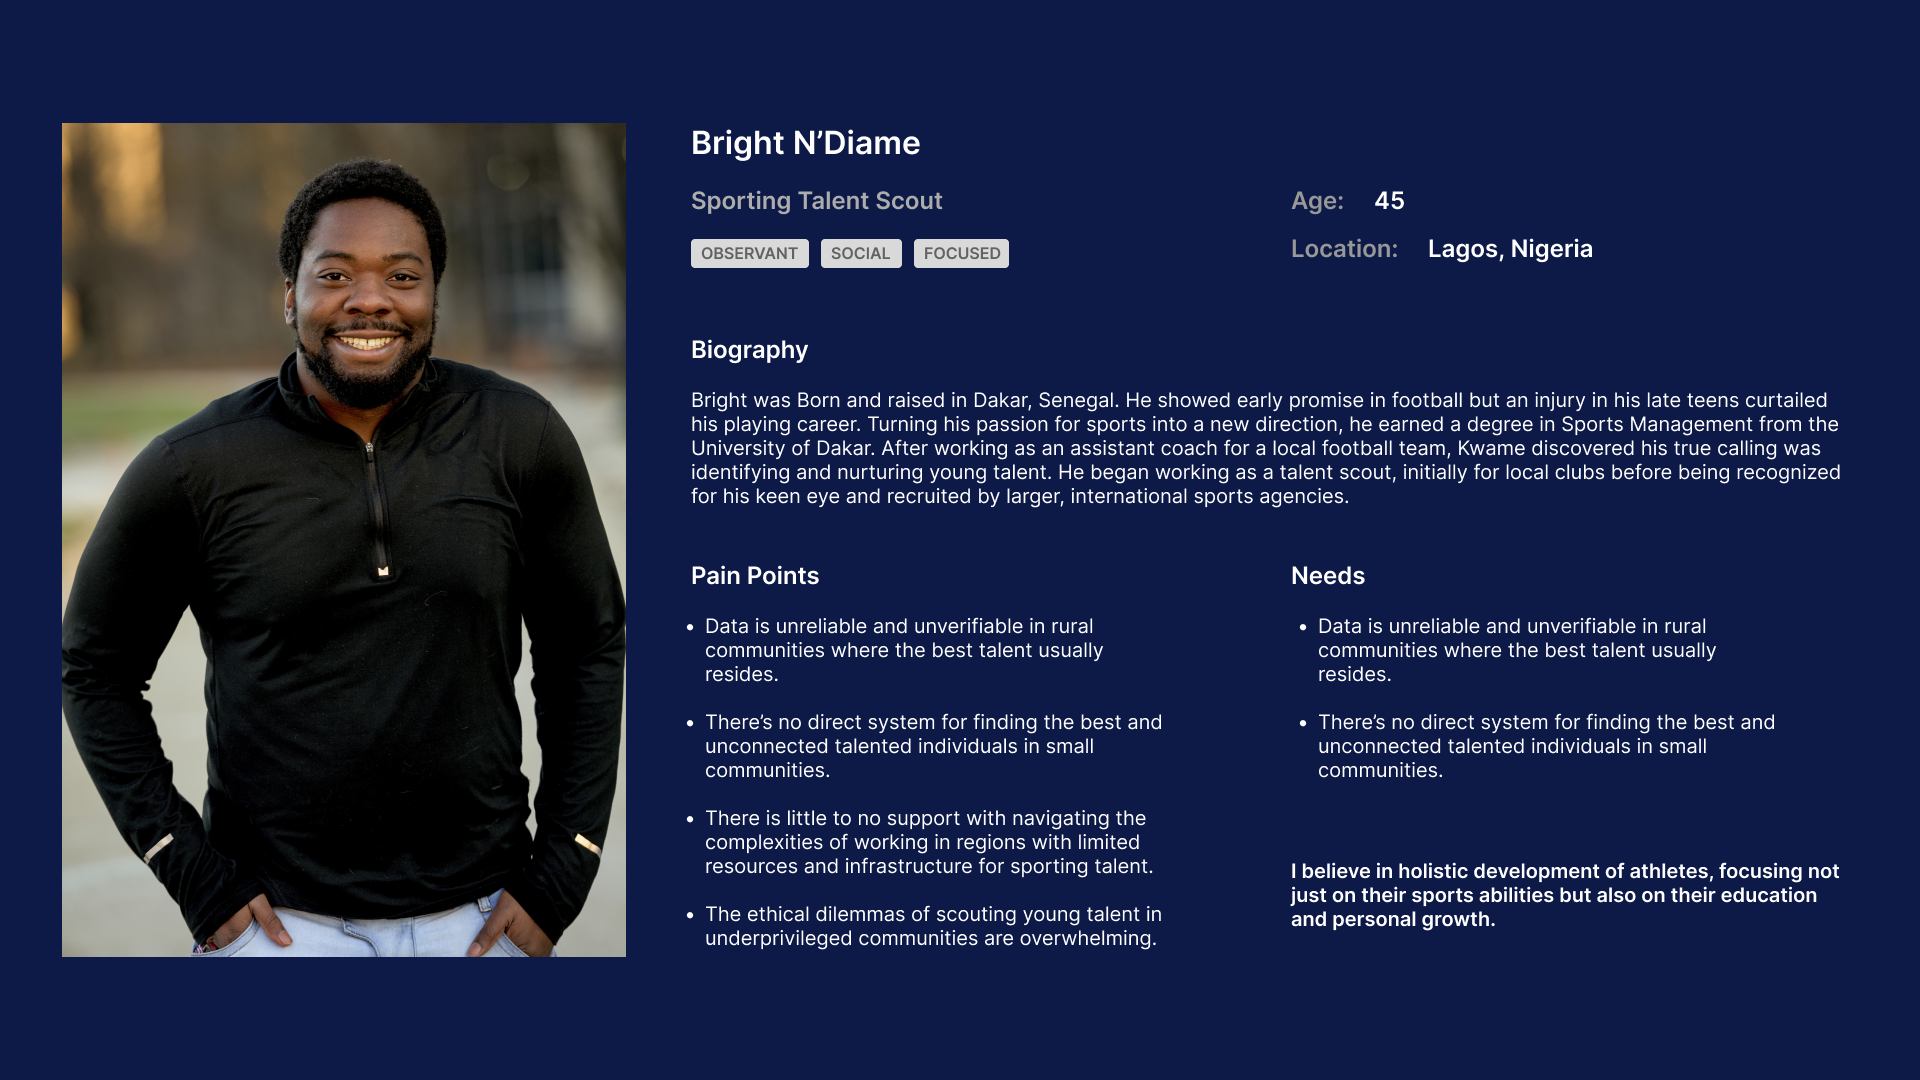 Bright N’Diame
Sporting Talent Scout
OBSERVANT SOCIAL FOCUSED
Age: 45
Location: Lagos, Nigeria
Biography
Bright was Born and raised in Dakar, Senegal. He showed early promise in football but an injury in his late teens curtailed
his playing career. Turning his passion for sports into a new direction, he earned a degree in Sports Management from the
University of Dakar. After working as an assistant coach for a local football team, Kwame discovered his true calling was
identifying and nurturing young talent. He began working as a talent scout, initially for local clubs before being recognized
for his keen eye and recruited by larger, international sports agencies.
Pain Points
• Data is unreliable and unverifiable in rural
communities where the best talent usually
resides.
• There’s no direct system for finding the best and
unconnected talented individuals in small
communities.
• There is little to no support with navigating the
complexities of working in regions with limited
resources and infrastructure for sporting talent.
• The ethical dilemmas of scouting young talent in
underprivileged communities are overwhelming.
Needs
• Data is unreliable and unverifiable in rural
communities where the best talent usually
resides.
• There’s no direct system for finding the best and
unconnected talented individuals in small
communities.
I believe in holistic development of athletes, focusing not
just on their sports abilities but also on their education
and personal growth.